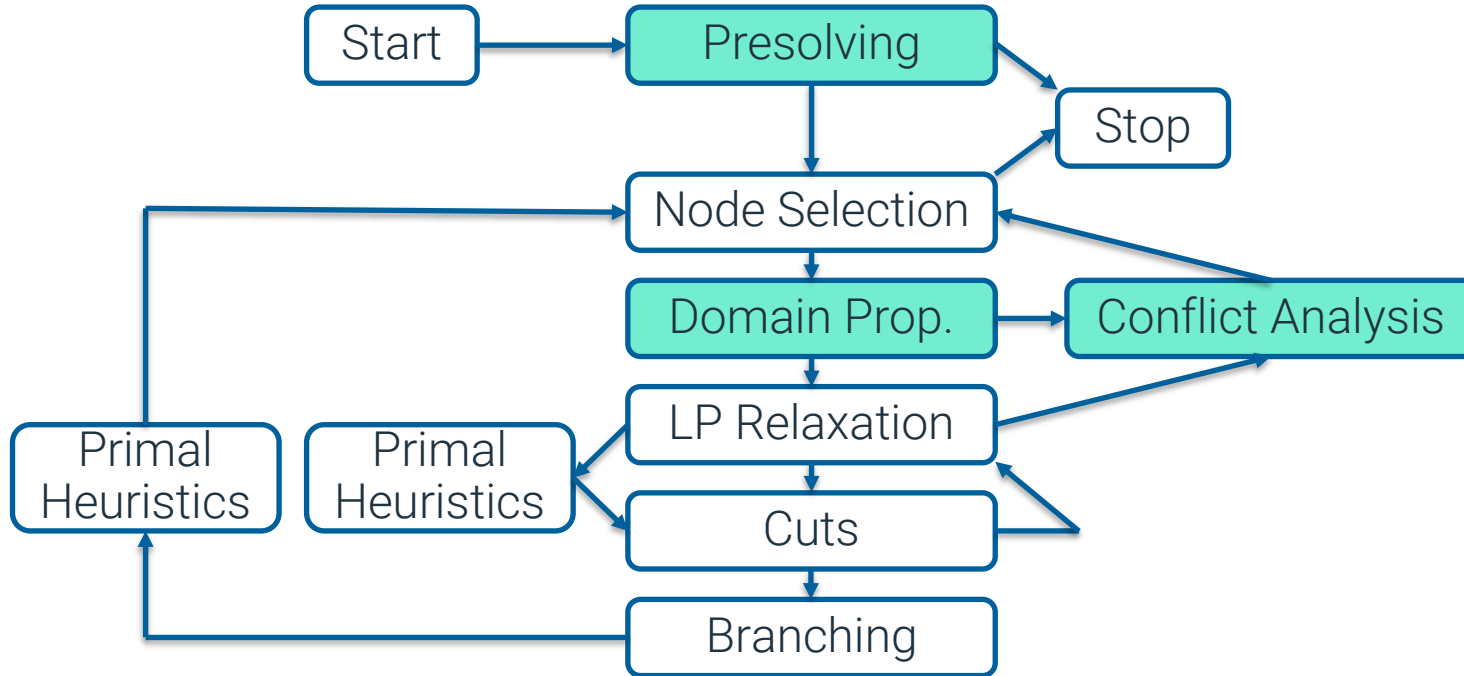 Start
Presolving
Stop
Node Selection
Domain Prop.
Conflict Analysis
LP Relaxation
Primal
Heuristics
Primal
Heuristics
Cuts
Branching